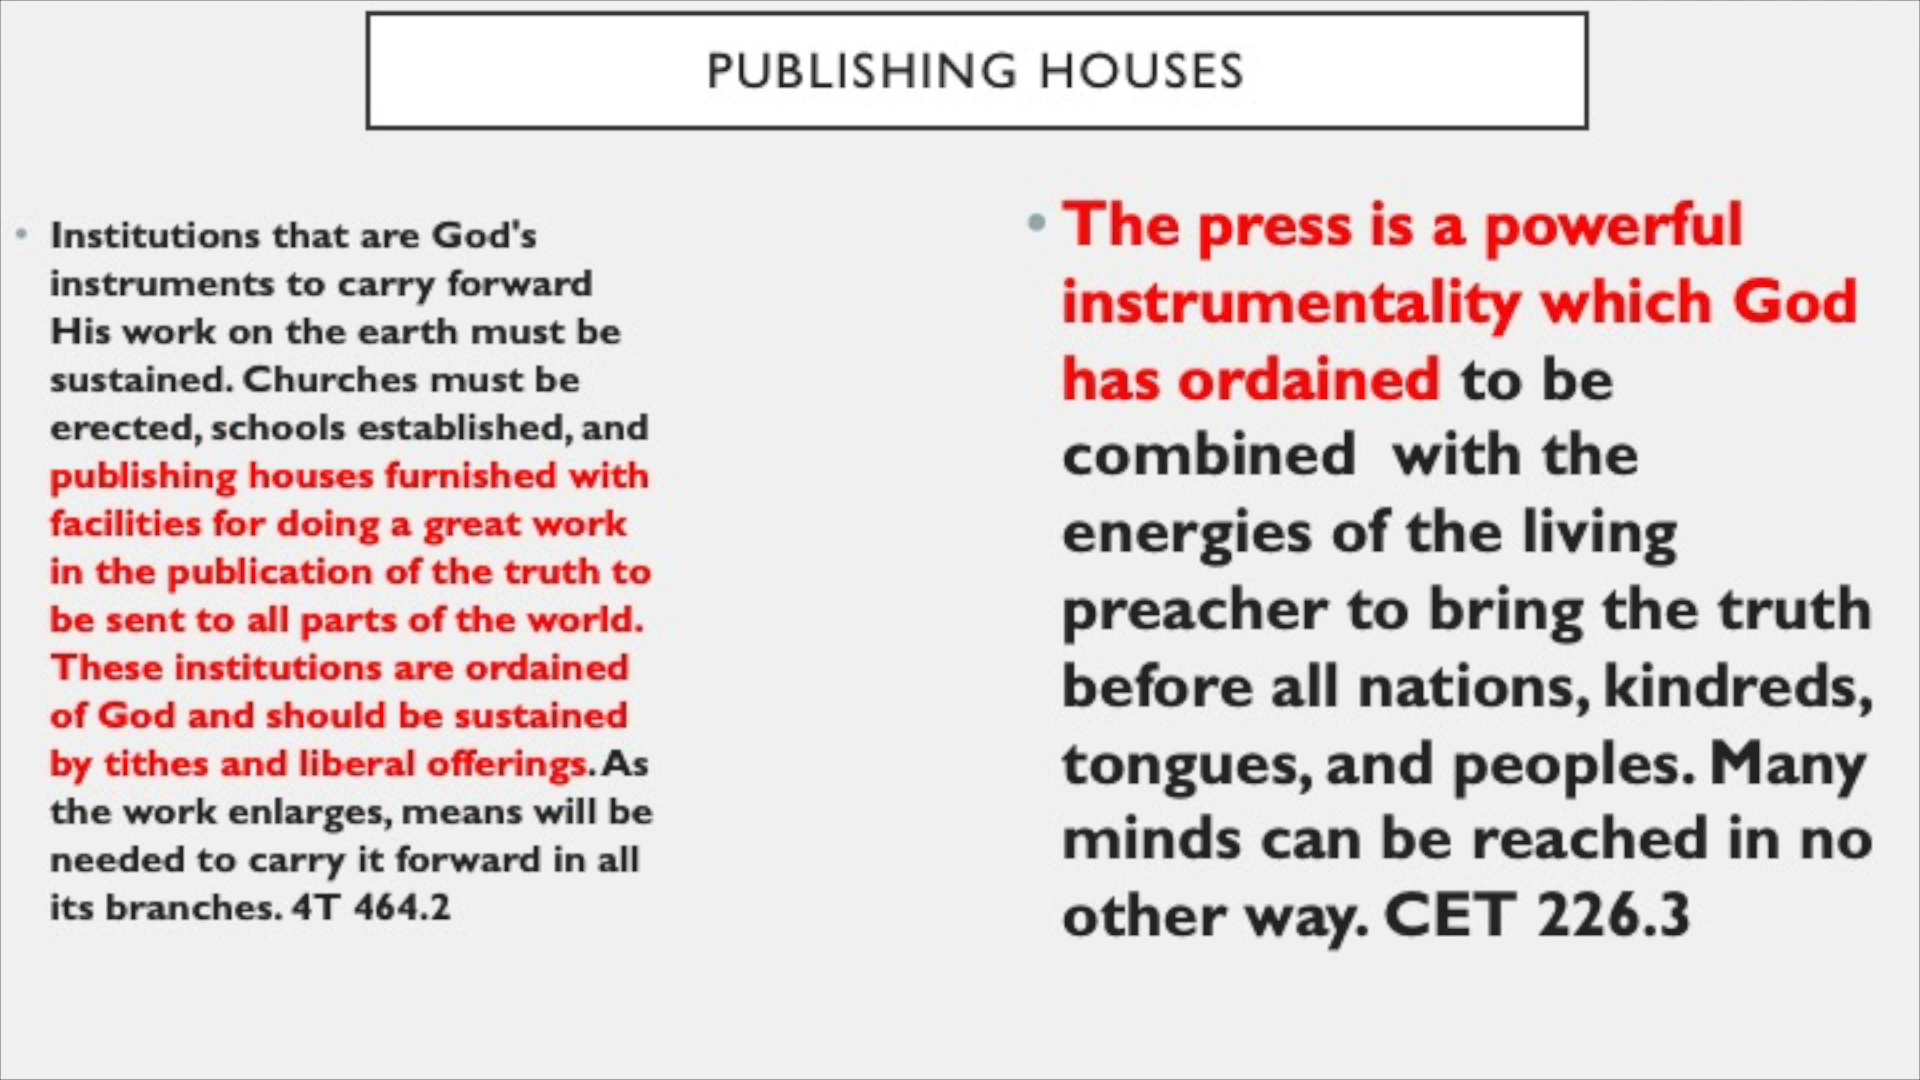 PUBLISHING HOUSES
• Institutions that are God's
instruments to carry forward
His work on the earth must be
sustained. Churches must be
erected, schools established, and
publishing houses furnished with
facilities for doing a great work
in the publication of the truth to
be sent to all parts of the world.
These institutions are ordained
of God and should be sustained
by tithes and liberal offerings. As
the work enlarges, means will be
needed to carry it forward in all
its branches. 4T 464.2
• The press is a powerful
instrumentality which God
has ordained to be
combined  with the
energies of the living
preacher to bring the truth
before all nations, kindreds,
tongues, and peoples. Many
minds can be reached in no
other way. CET 226.3